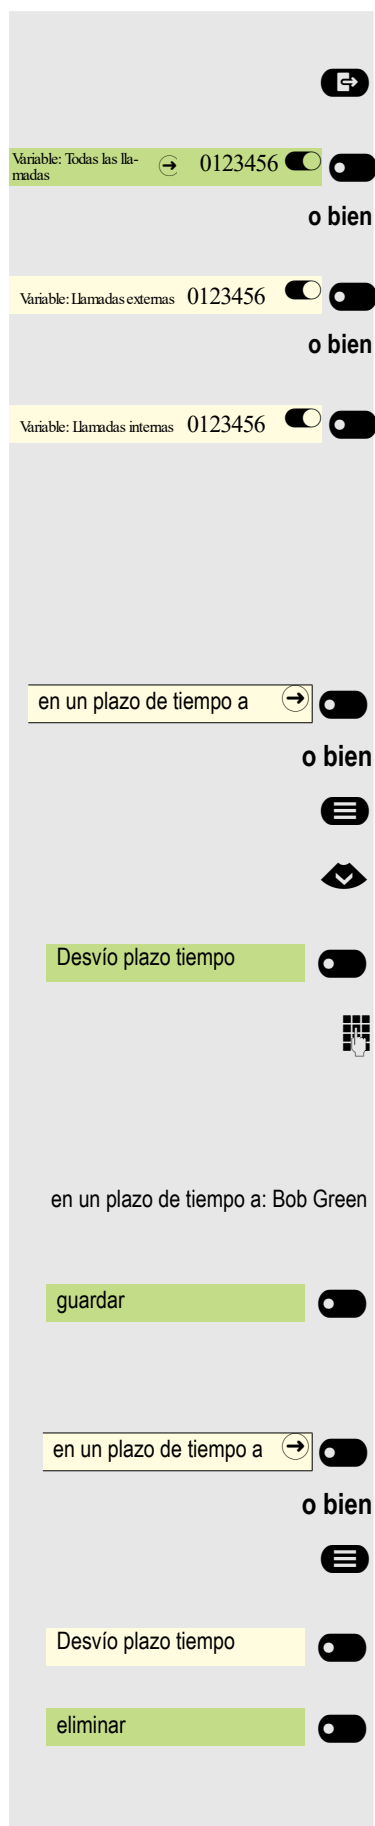 Variable: Todas las lla-
madas
0123456
o bien
Variable: Llamadas externas 0123456
o bien
Variable: Llamadas internas 0123456
en un plazo de tiempo a
o bien
Desvío plazo tiempo
en un plazo de tiempo a: Bob Green
guardar
en un plazo de tiempo a
o bien
Desvío plazo tiempo
eliminar